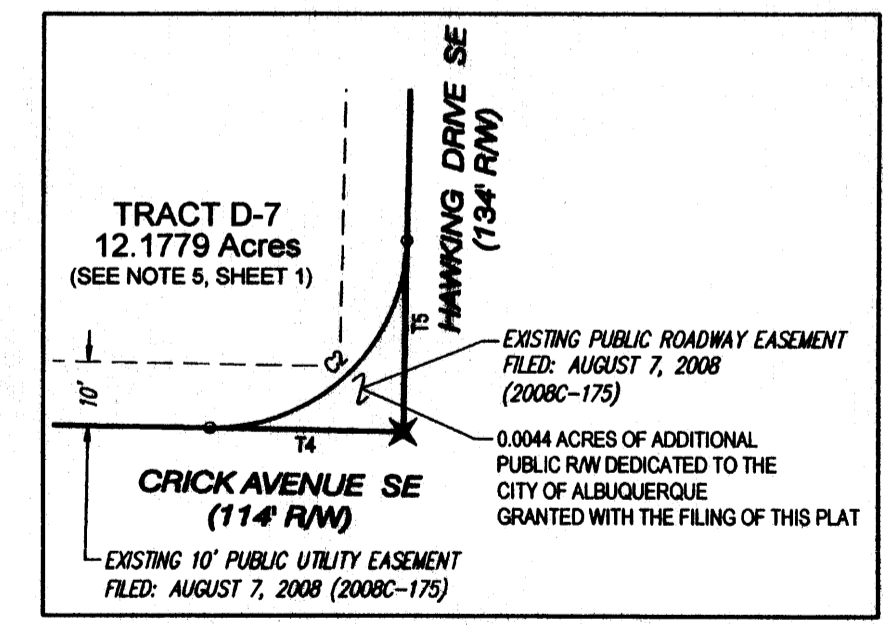 HAWKING DRIVE SE
(134' R/W)
TRACT D-7
12.1779 Acres
(SEE NOTE 5, SHEET 1)
T5
C2
10'
EXISTING PUBLIC ROADWAY EASEMENT
FILED: AUGUST 7, 2008
(2008C-175)
T4
0.0044 ACRES OF ADDITIONAL
PUBLIC R/W DEDICATED TO THE
CITY OF ALBUQUERQUE
GRANTED WITH THE FILING OF THIS PLAT
CRICK AVENUE SE
(114' R/W)
EXISTING 10' PUBLIC UTILITY EASEMENT
FILED: AUGUST 7, 2008 (2008C-175)